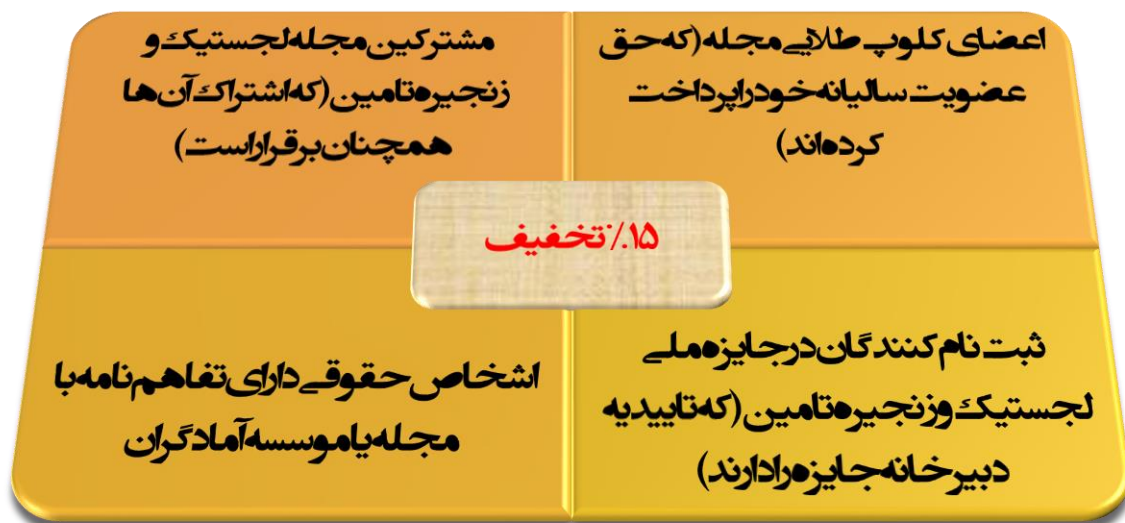 اعضای کلوپ طلایی مجله (که حق
عضویت سالیانه خود را پرداخت
کرده‌اند)
مشترکین مجله لجستیک و
زنجیره تامین (که اشتراک آن‌ها
همچنان برقرار است)
۱۵٪ تخفیف
ثبت نام کنندگان در جایزه ملی
لجستیک و زنجیره تامین (که تاییدیه
دبیرخانه جایزه را دارند)
اشخاص حقوقی دارای تفاهم نامه با
مجله یا موسسه آمادگران